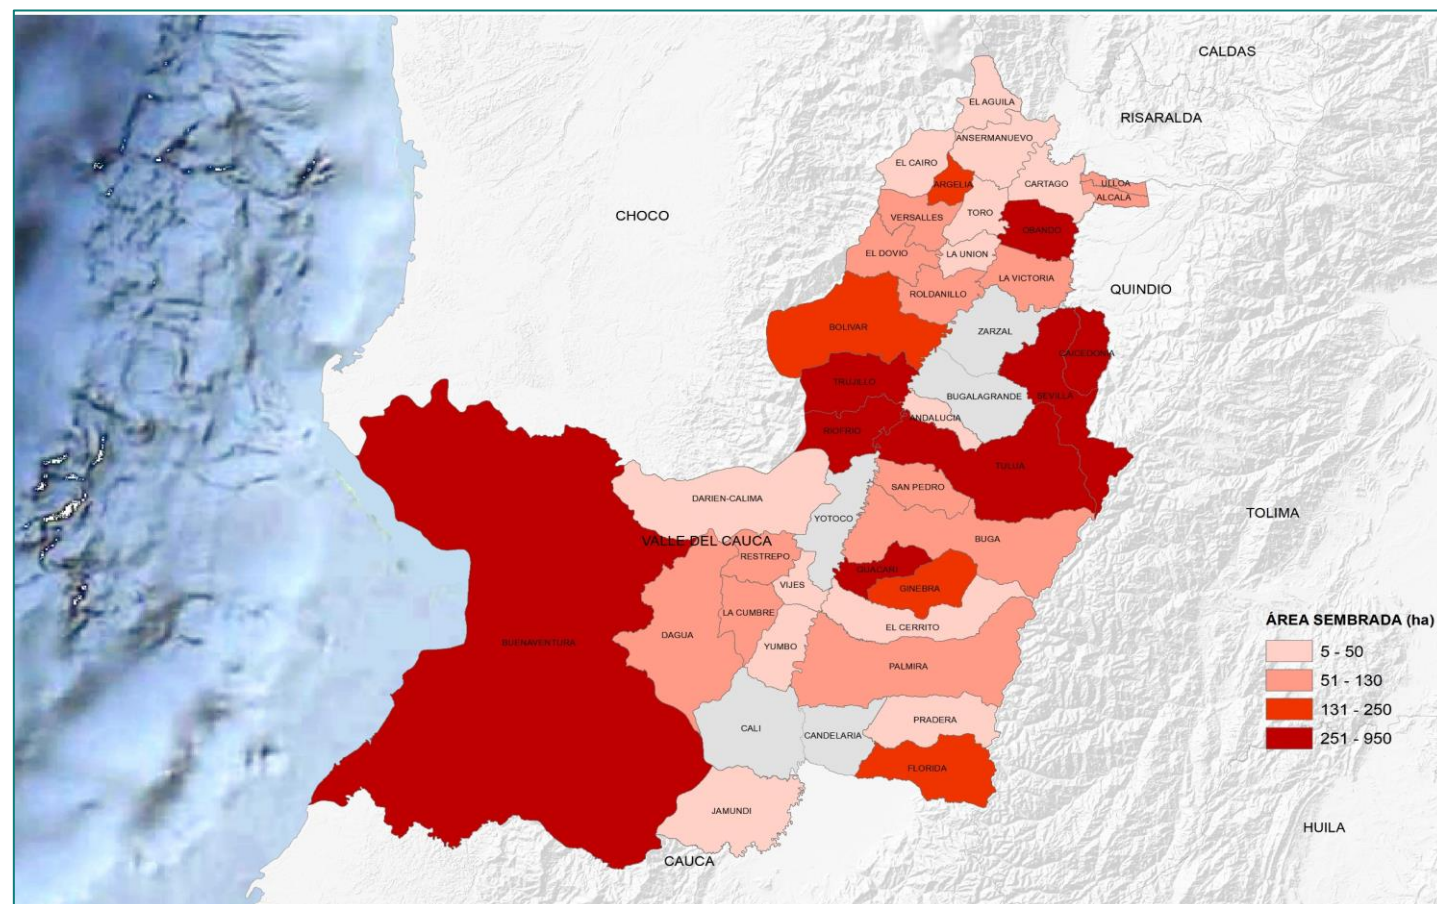 CALDAS
RISARALDA
EL AGUILA
ANSERMANUEVO
EL CAIRO
ARGELIA
CARTAGO
ULLOA
ALCALA
CHOCO
VERSALLES
TORO
OBANDO
EL DOVIO
LA UNION
LA VICTORIA
QUINDIO
ROLDANILLO
BOLIVAR
ZARZAL
CAICEDONIA
TRUJILLO
BUGALAGRANDE
SEVILLA
ANDALUCIA
RIOFRIO
TULUA
DARIEN-CALIMA
SAN PEDRO
YOTOCO
TOLIMA
VALLE DEL CAUCA
BUGA
RESTREPO
GUACARI
VIJES
GINEBRA
LA CUMBRE
EL CERRITO
DAGUA
BUENAVENTURA
YUMBO
PALMIRA
CALI
CANDELARIA
PRADERA
FLORIDA
JAMUNDI
CAUCA
HUILA
ÁREA SEMBRADA (ha)
5 - 50
51 - 130
131 - 250
251 - 950